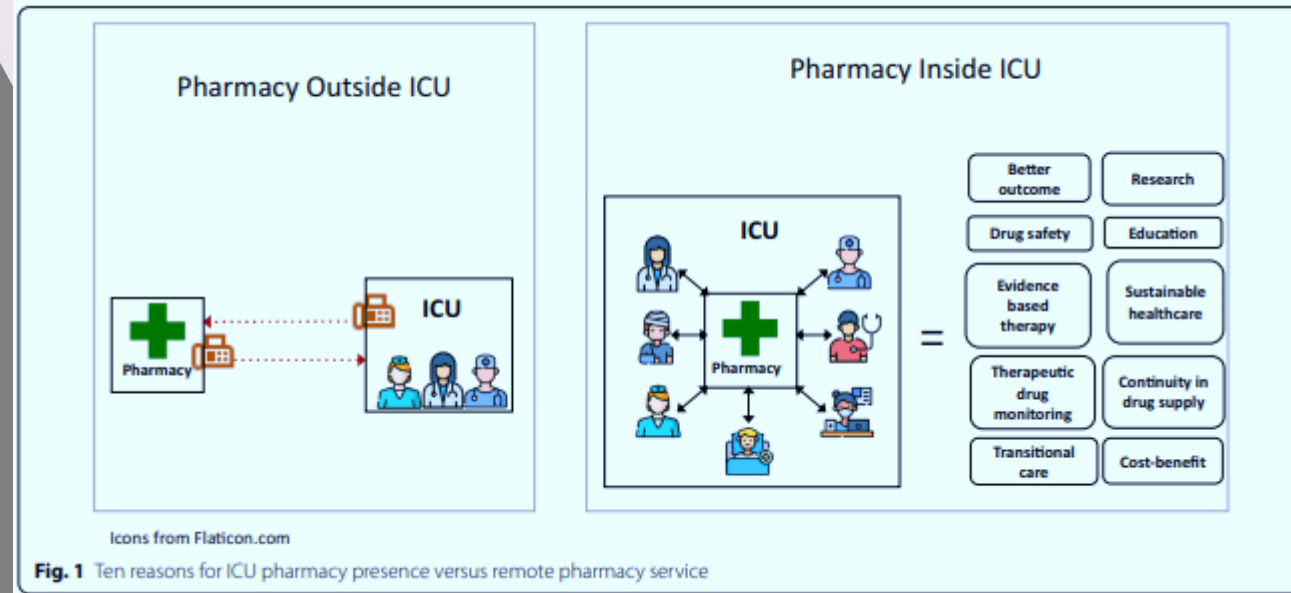 Pharmacy Outside ICU
Pharmacy
ICU
Pharmacy Inside ICU
ICU
Pharmacy
=
Better
outcome
Research
Drug safety
Education
Evidence
based
therapy
Sustainable
healthcare
Therapeutic
drug
monitoring
Continuity in
drug supply
Transitional
care
Cost-benefit
Icons from Flaticon.com
Fig. 1 Ten reasons for ICU pharmacy presence versus remote pharmacy service